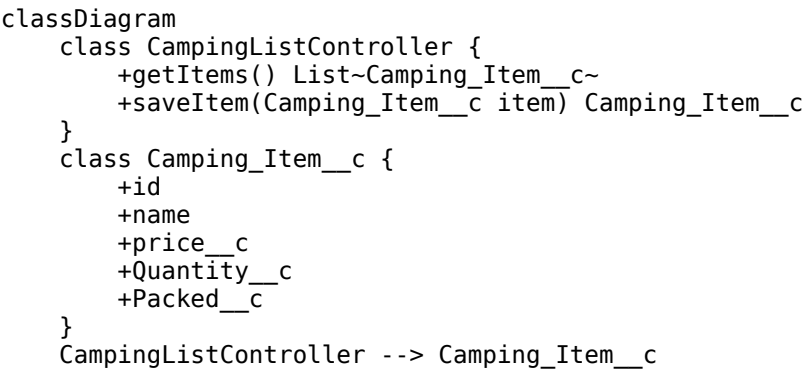 classDiagram
    class CampingListController {
        +getItems() List~Camping_Item__c~
        +saveItem(Camping_Item__c item) Camping_Item__c
    }
    class Camping_Item__c {
        +id
        +name
        +price__c
        +Quantity__c
        +Packed__c
    }
    CampingListController --> Camping_Item__c